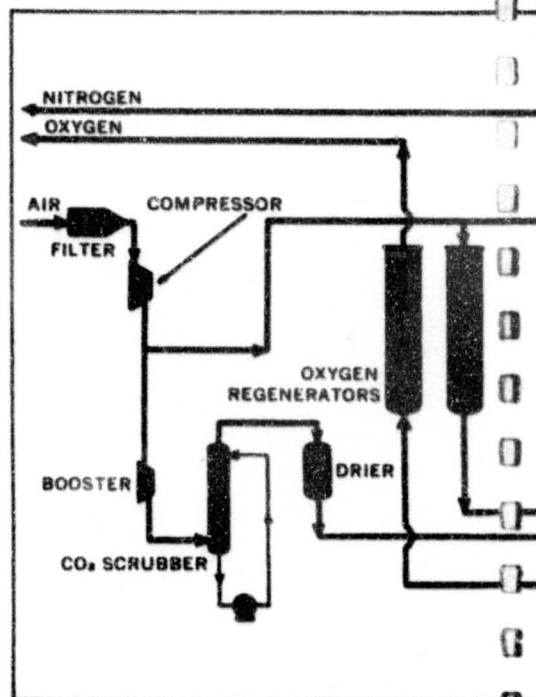 NITROGEN
OXYGEN
AIR
COMPRESSOR
FILTER
OXYGEN
REGENERATORS
BOOSTER
DRIER
CO₂ SCRUBBER